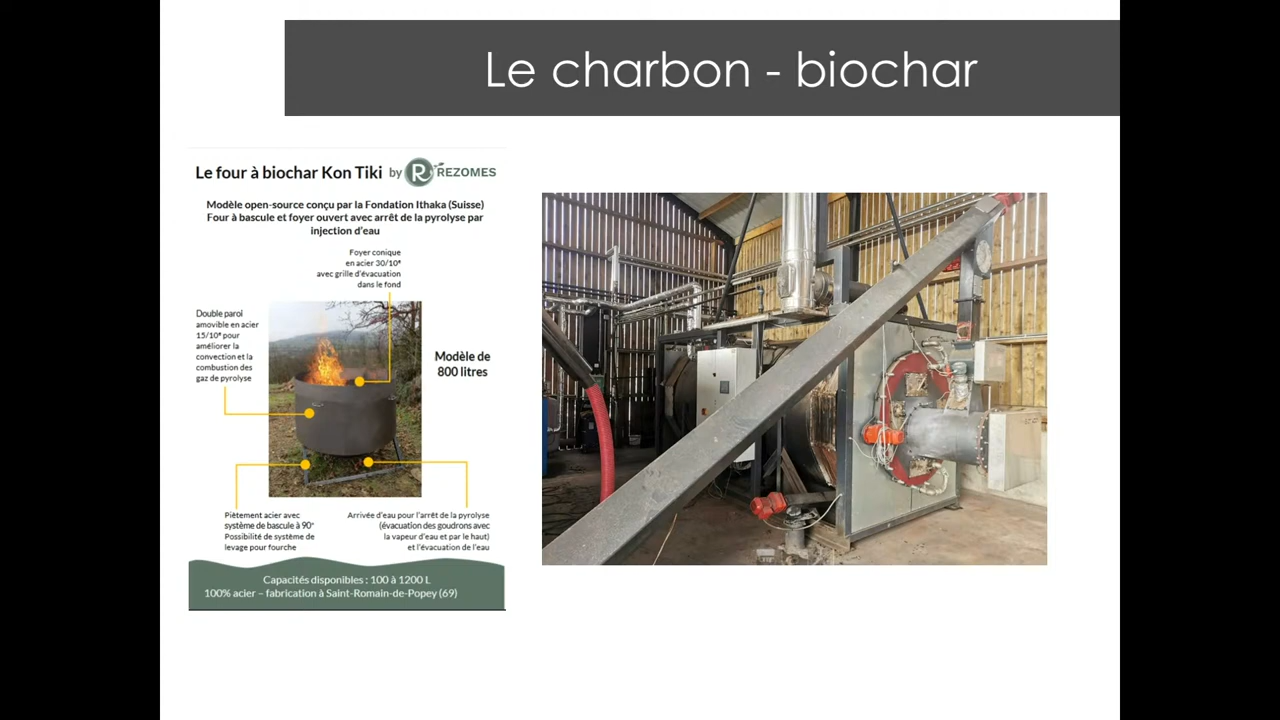 Le charbon - biochar
Le four à biochar Kon Tiki by R REZOMES
Modèle open-source conçu par la Fondation Ithaka (Suisse)
Four à bascule et foyer ouvert avec arrêt de la pyrolyse par
injection d'eau
Foyer conique
en acier 30/10e
avec grille d'évacuation
dans le fond
Double paroi
amovible en acier
15/10e pour
améliorer la
convection et la
combustion des
gaz de pyrolyse
Modèle de
800 litres
Piètement acier avec
système de bascule à 90°
Possibilité de système de
levage pour fourche
Arrivée d'eau pour l'arrêt de la pyrolyse
(évacuation des goudrons avec
la vapeur d'eau et par le haut)
et l'évacuation de l'eau
Capacités disponibles : 100 à 1200 L
100% acier – fabrication à Saint-Romain-de-Popey (69)